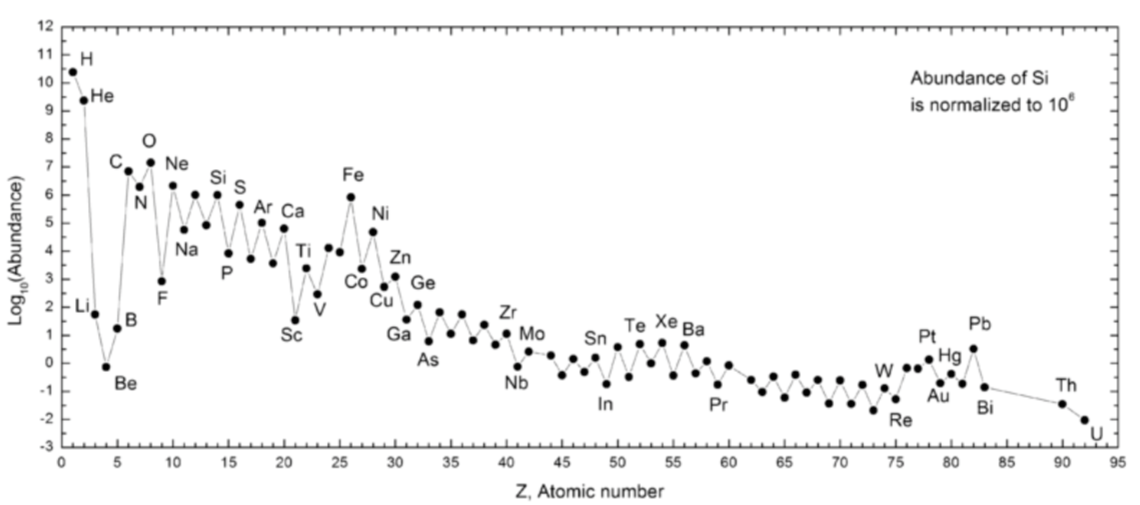 12
11
10
9
8
7
6
5
4
3
2
1
0
-1
-2
-3
Log10(Abundance)
H
He
Li
Be
B
C
N
O
F
Ne
Na
Si
P
S
Ar
Ca
Sc
Ti
V
Fe
Co
Ni
Cu
Zn
Ga
Ge
As
Zr
Nb
Mo
Sn
In
Te
Xe
Ba
Pr
W
Re
Pt
Au
Hg
Pb
Bi
Th
U
Abundance of Si
is normalized to 10^6
0 5 10 15 20 25 30 35 40 45 50 55 60 65 70 75 80 85 90 95
Z, Atomic number